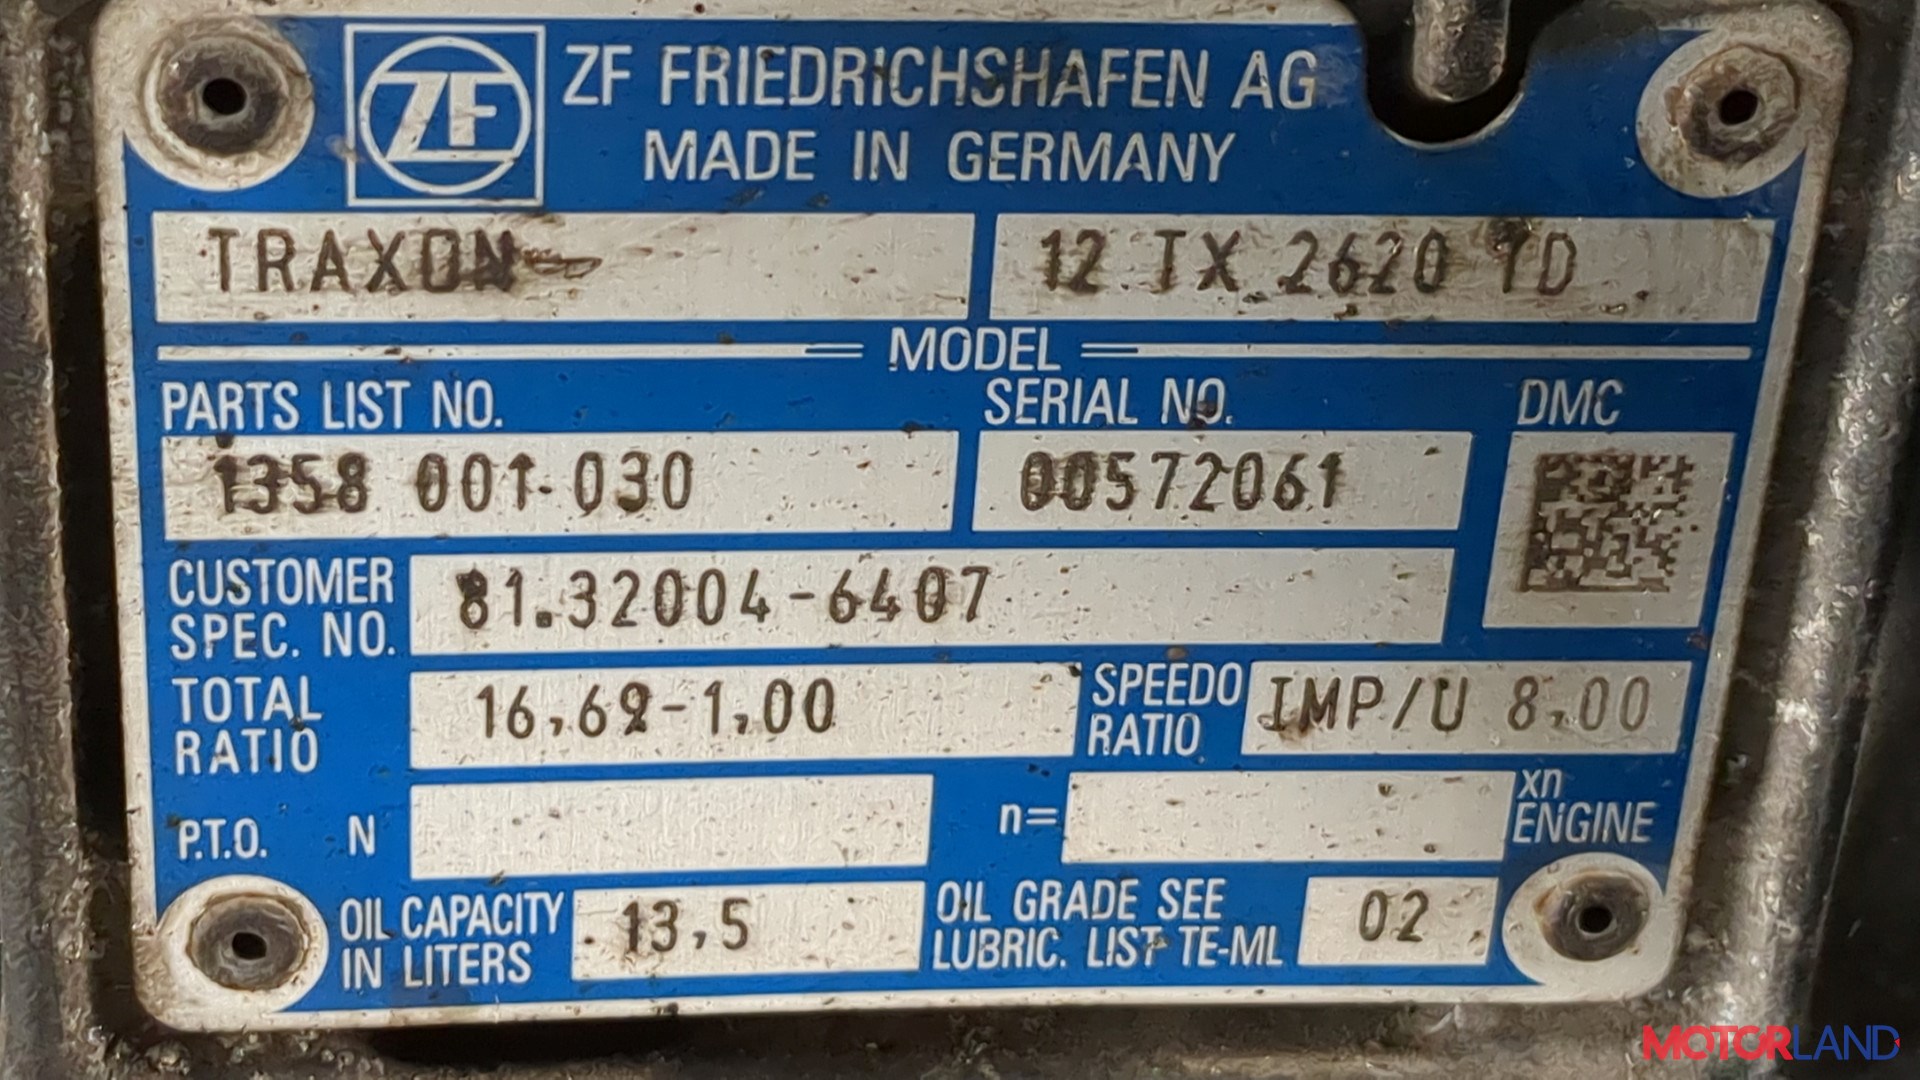 ZF ZF FRIEDRICHSHAFEN AG
MADE IN GERMANY
TRAXON 12 TX 2620 TD
MODEL
PARTS LIST NO. SERIAL NO. DMC
1358 001 030 00572061
CUSTOMER
SPEC. NO. 81.32004-6407
TOTAL
RATIO 16,69-1,00 SPEEDO
RATIO IMP/U 8,00
P.T.O. N n= xn
ENGINE
OIL CAPACITY
IN LITERS 13,5 OIL GRADE SEE
LUBRIC. LIST TE-ML 02
MOTORLAND